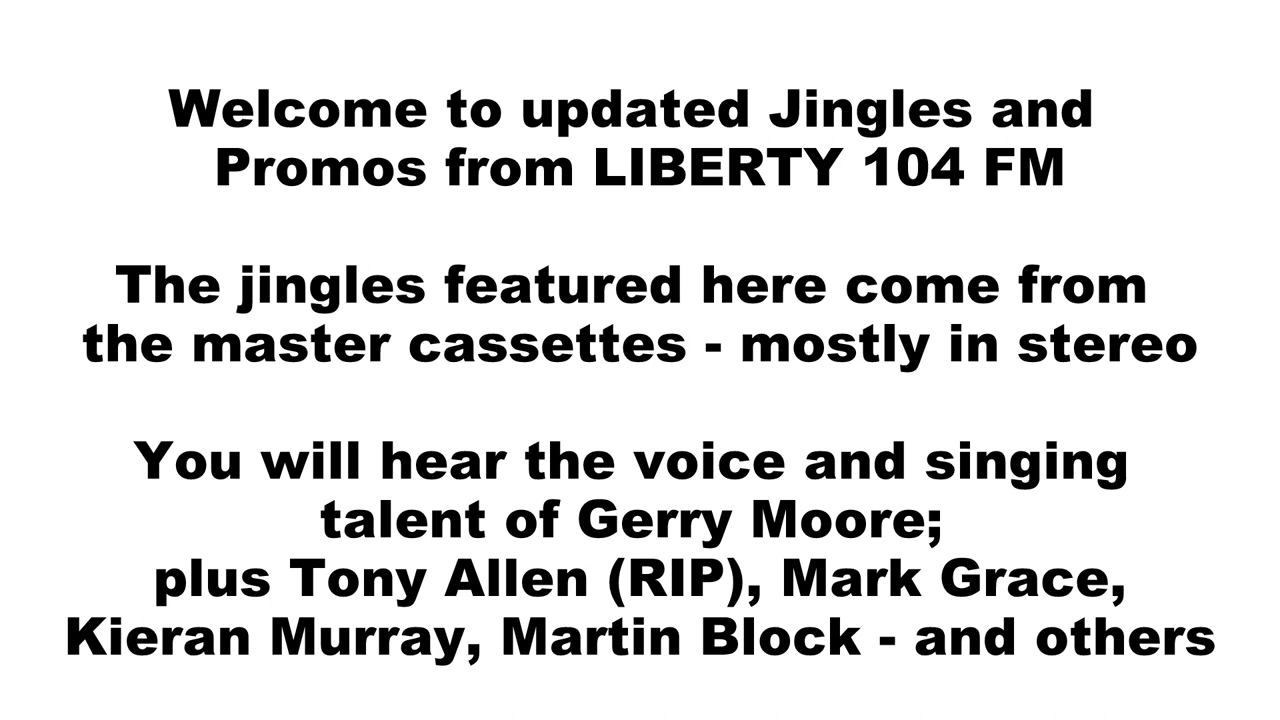 Welcome to updated Jingles and
Promos from LIBERTY 104 FM
The jingles featured here come from
the master cassettes - mostly in stereo
You will hear the voice and singing
talent of Gerry Moore;
plus Tony Allen (RIP), Mark Grace,
Kieran Murray, Martin Block - and others